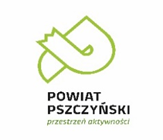 POWIAT
PSZCZYŃSKI
przestrzeń aktywności